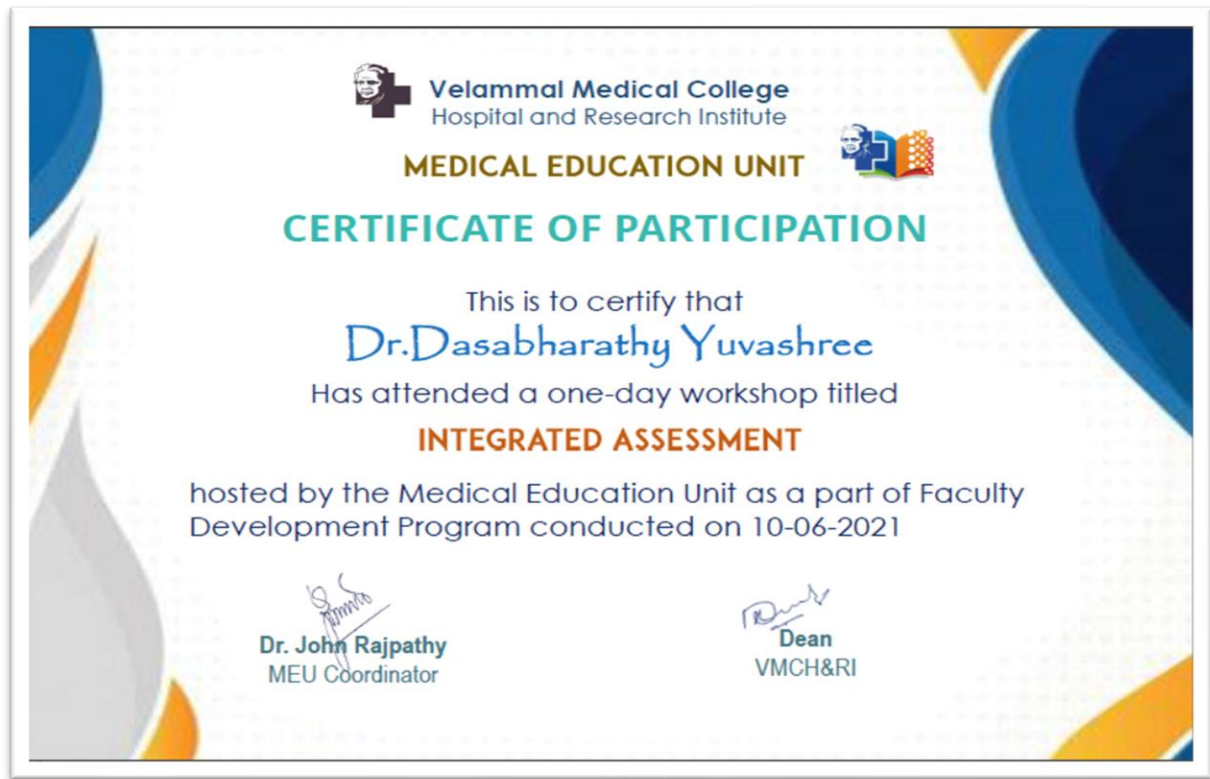 Velammal Medical College
Hospital and Research Institute
MEDICAL EDUCATION UNIT
CERTIFICATE OF PARTICIPATION
This is to certify that
Dr.Dasabharathy Yuvashree
Has attended a one-day workshop titled
INTEGRATED ASSESSMENT
hosted by the Medical Education Unit as a part of Faculty
Development Program conducted on 10-06-2021
Dr. John Rajpathy
MEU Coordinator
Dean
VMCH&RI